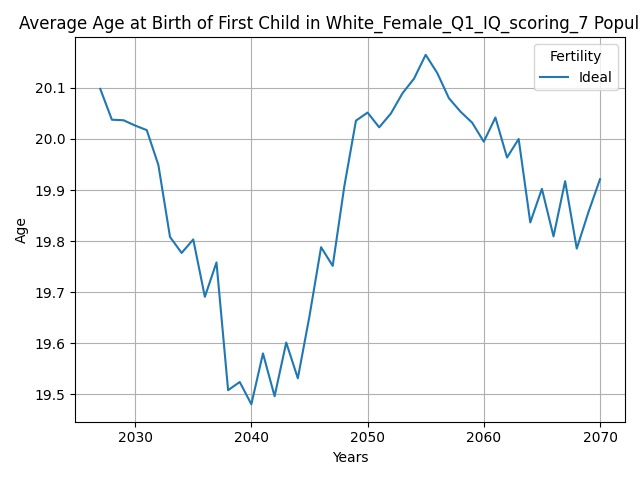 Average Age at Birth of First Child in White_Female_Q1_IQ_scoring_7 Popul
Fertility
Ideal
20.1
20.0
19.9
19.8
19.7
19.6
19.5
Age
2030 2040 2050 2060 2070
Years